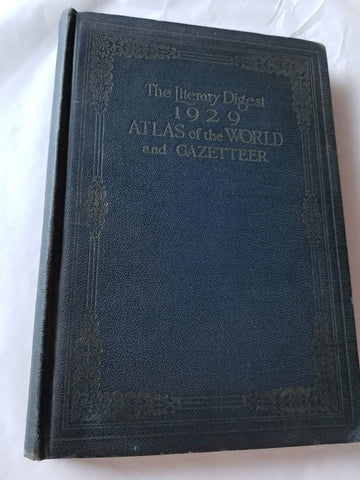 The Literary Digest
1929
ATLAS of the WORLD
and GAZETTEER